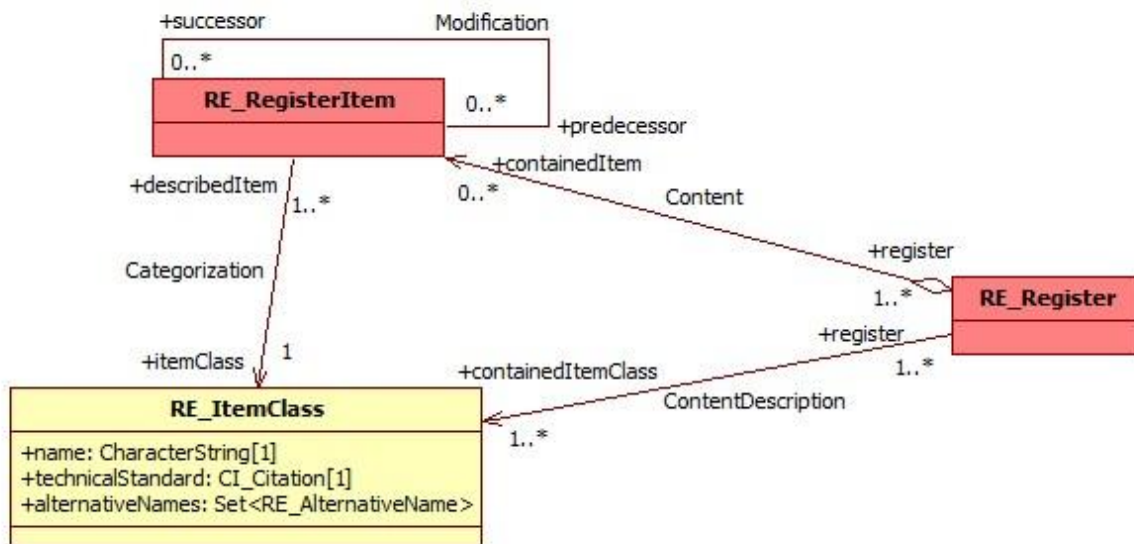 +successor
Modification
0..*
RE_RegisterItem
0..*
+predecessor
+containedItem
+describedItem
1..*
0..*
Content
+register
Categorization
1..*
RE_Register
+register
+itemClass
1
+containedItemClass
1..*
ContentDescription
RE_ItemClass
1..*
+name: CharacterString[1]
+technicalStandard: CI_Citation[1]
+alternativeNames: Set<RE_AlternativeName>